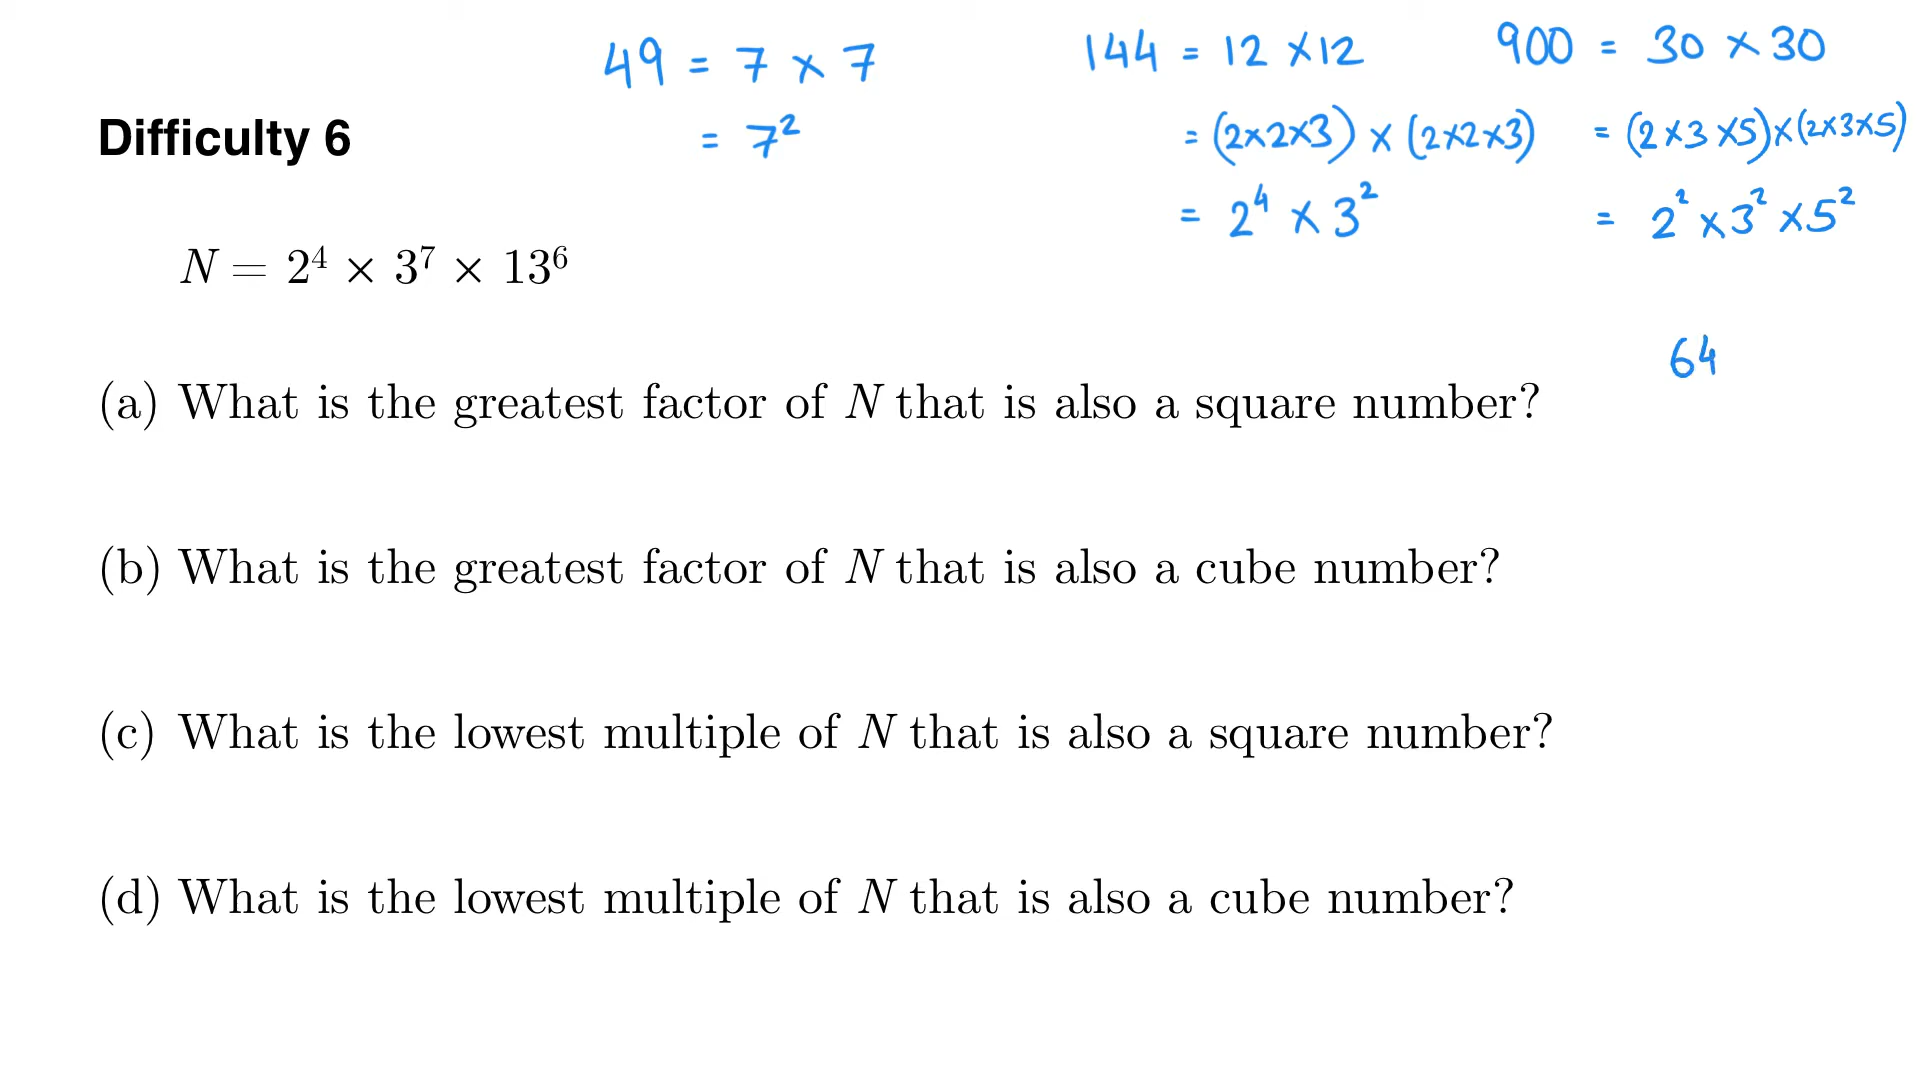 49 = 7 × 7
= 7²
144 = 12 × 12
= (2×2×3) × (2×2×3)
= 2⁴ × 3²
900 = 30 × 30
= (2×3×5)×(2×3×5)
= 2² × 3² × 5²
64
Difficulty 6
N = 2⁴ × 3⁷ × 13⁶
(a) What is the greatest factor of N that is also a square number?
(b) What is the greatest factor of N that is also a cube number?
(c) What is the lowest multiple of N that is also a square number?
(d) What is the lowest multiple of N that is also a cube number?